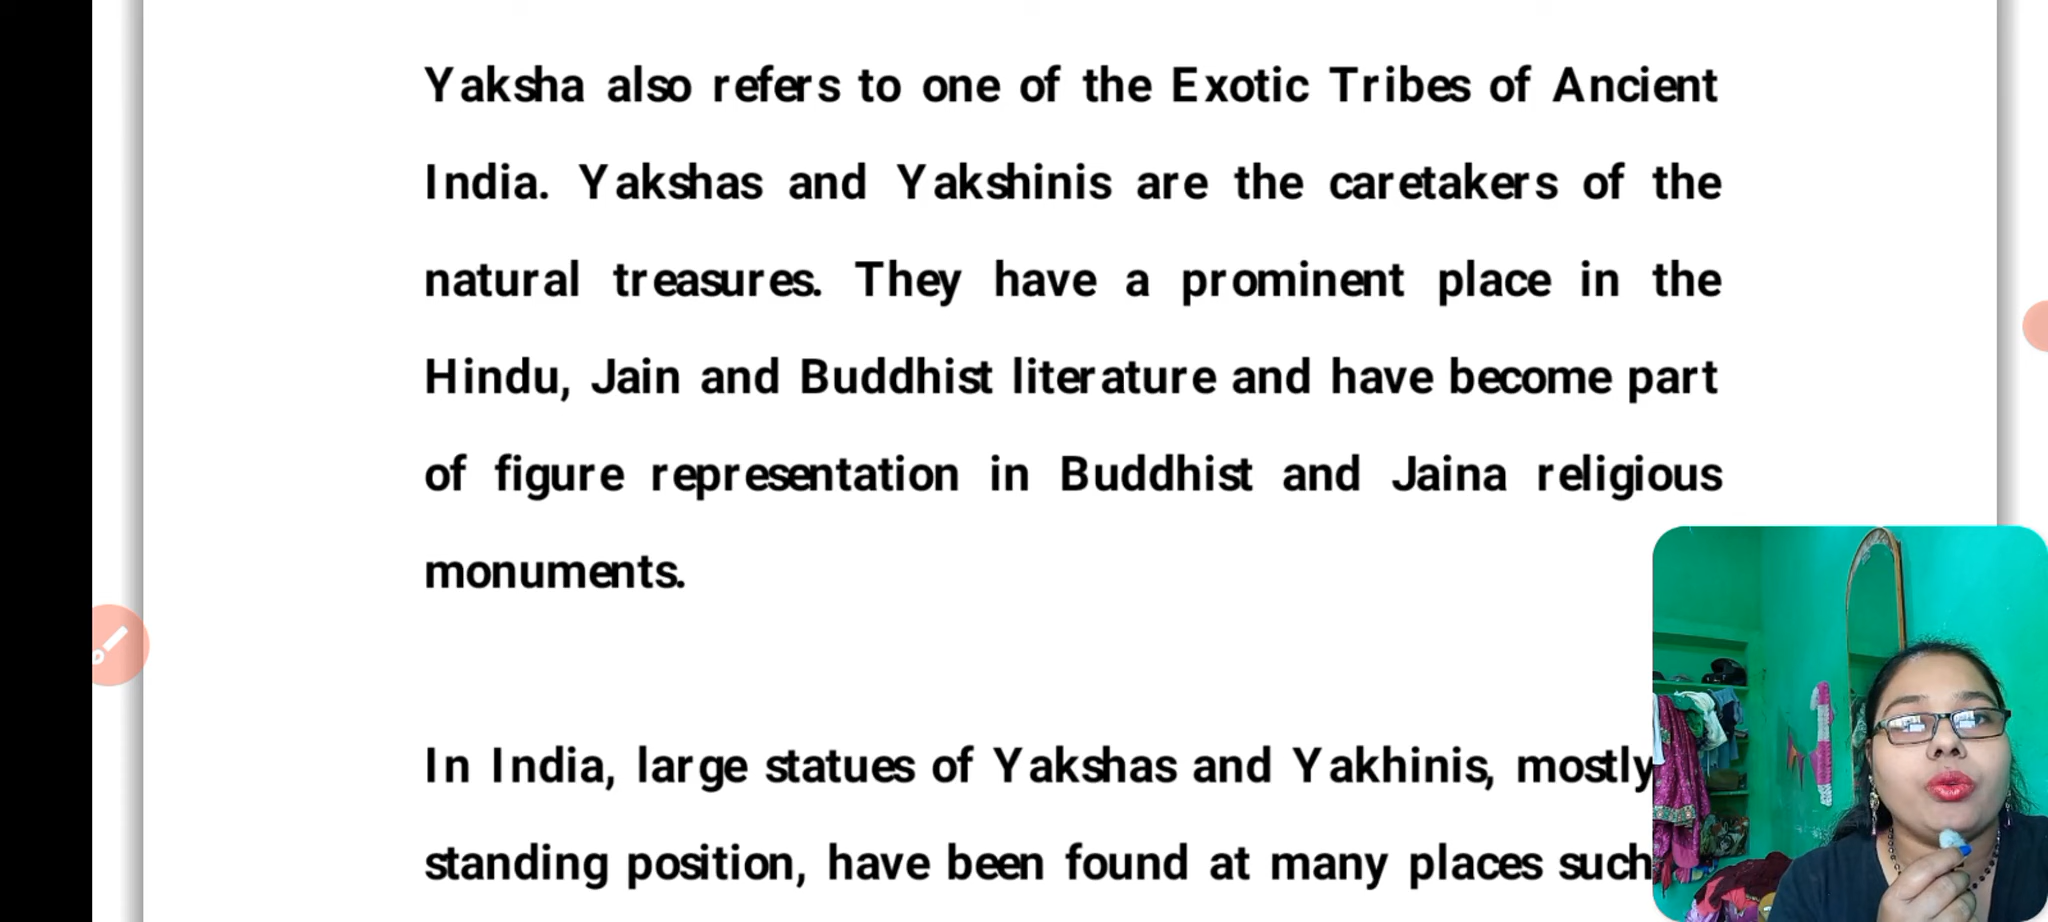 Yaksha also refers to one of the Exotic Tribes of Ancient
India. Yakshas and Yakshinis are the caretakers of the
natural treasures. They have a prominent place in the
Hindu, Jain and Buddhist literature and have become part
of figure representation in Buddhist and Jaina religious
monuments.
In India, large statues of Yakshas and Yakhinis, mostly
standing position, have been found at many places such